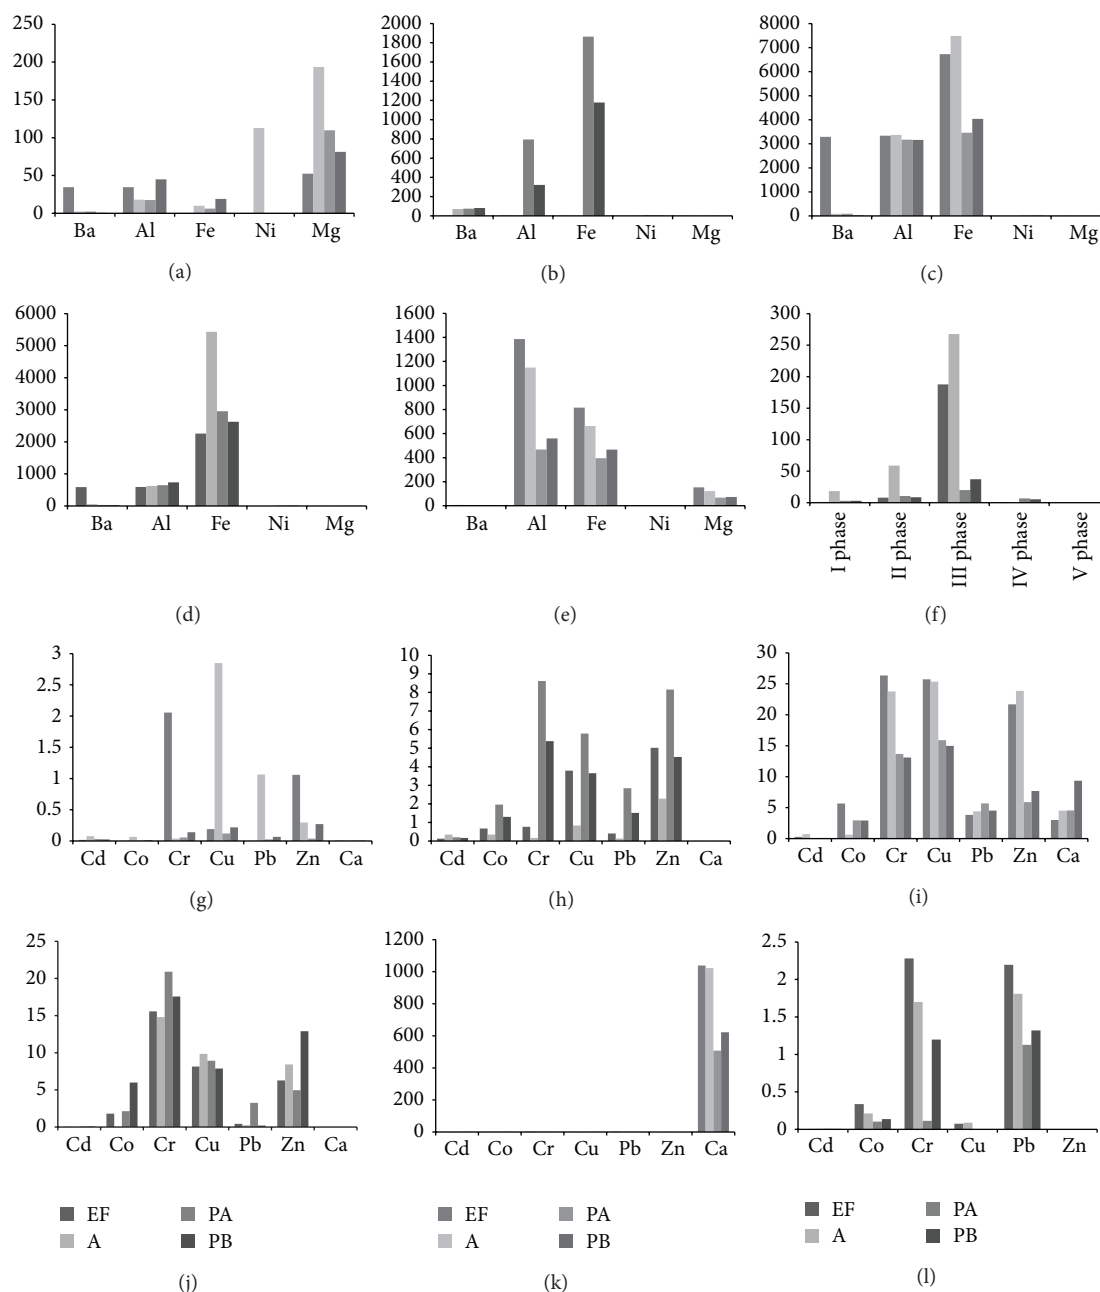 250
200
150
100
50
0
Ba Al Fe Ni Mg
(a)
2000
1800
1600
1400
1200
1000
800
600
400
200
0
Ba Al Fe Ni Mg
(b)
8000
7000
6000
5000
4000
3000
2000
1000
0
Ba Al Fe Ni Mg
(c)
6000
5000
4000
3000
2000
1000
0
Ba Al Fe Ni Mg
(d)
1600
1400
1200
1000
800
600
400
200
0
Ba Al Fe Ni Mg
(e)
300
250
200
150
100
50
0
I phase
II phase
III phase
IV phase
V phase
(f)
3
2.5
2
1.5
1
0.5
0
Cd Co Cr Cu Pb Zn Ca
(g)
10
9
8
7
6
5
4
3
2
1
0
Cd Co Cr Cu Pb Zn Ca
(h)
30
25
20
15
10
5
0
Cd Co Cr Cu Pb Zn Ca
(i)
25
20
15
10
5
0
Cd Co Cr Cu Pb Zn Ca
EF PA
A PB
(j)
1200
1000
800
600
400
200
0
Cd Co Cr Cu Pb Zn Ca
EF PA
A PB
(k)
2.5
2
1.5
1
0.5
0
Cd Co Cr Cu Pb Zn
EF PA
A PB
(l)